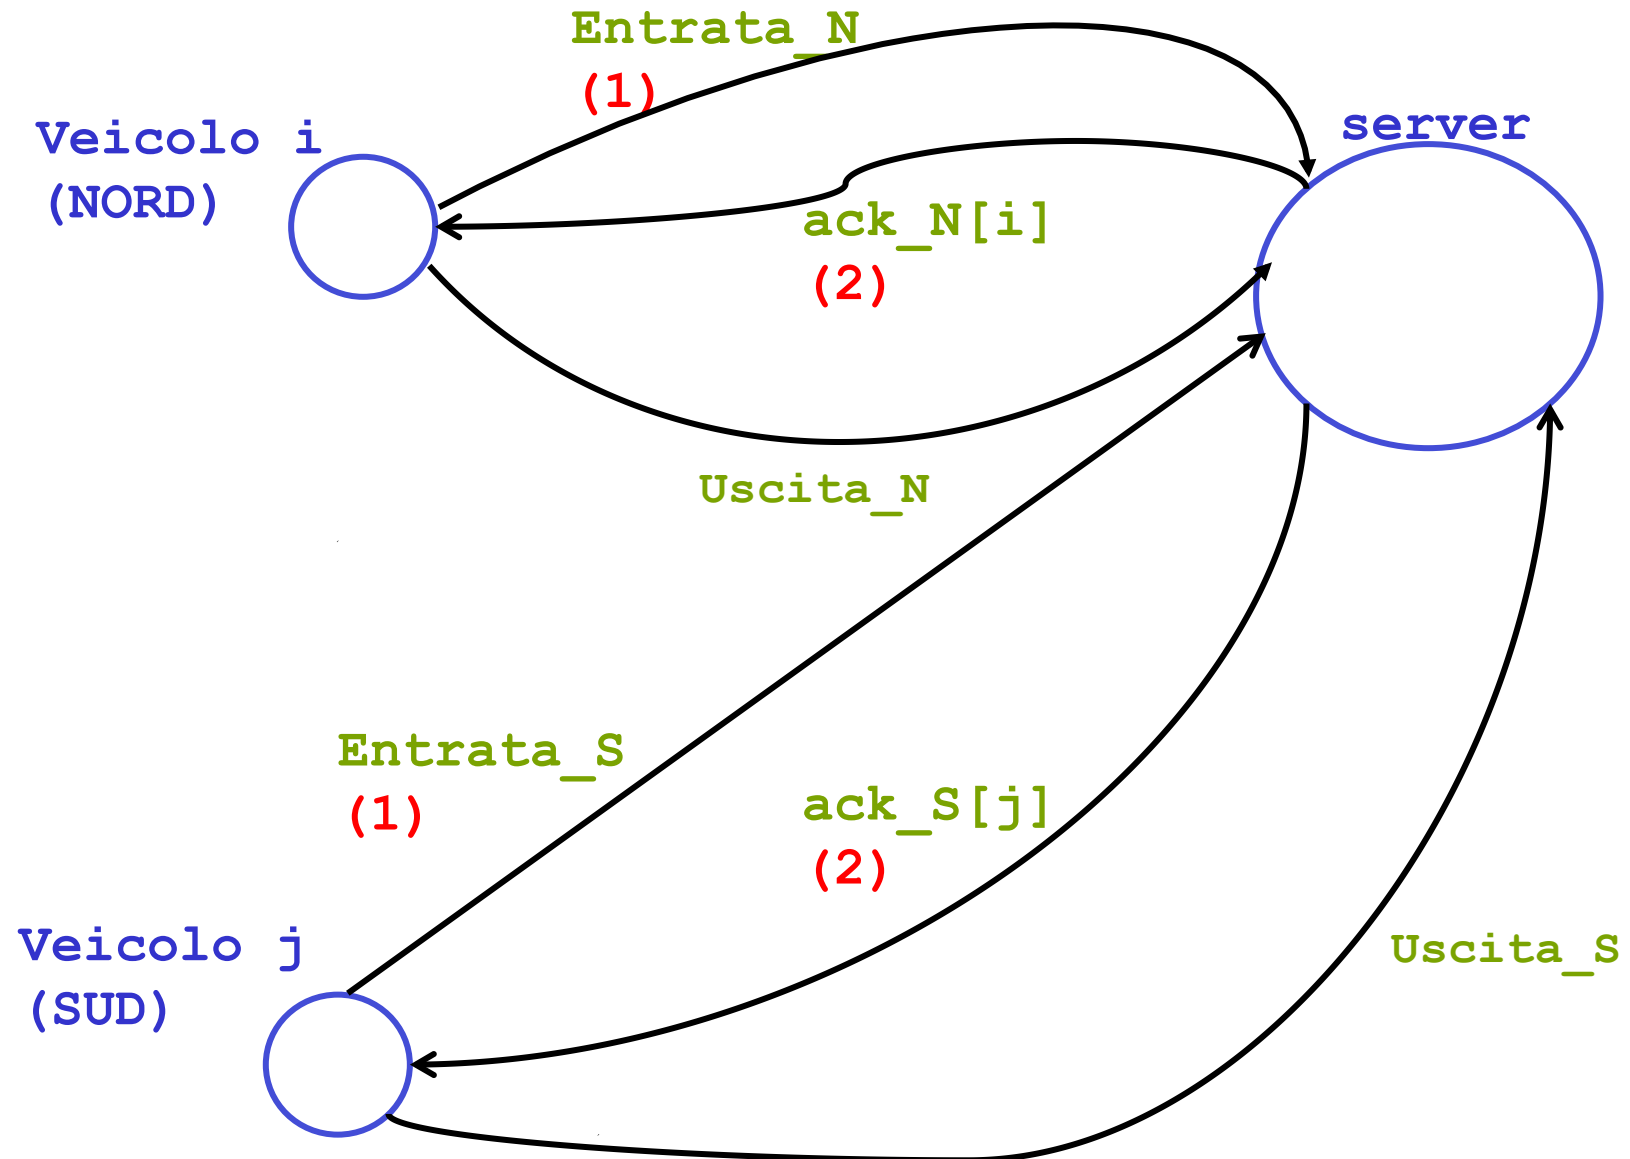 Entrata_N
(1)
Veicolo i
(NORD)
server
ack_N[i]
(2)
Uscita_N
Entrata_S
(1)
ack_S[j]
(2)
Veicolo j
(SUD)
Uscita_S